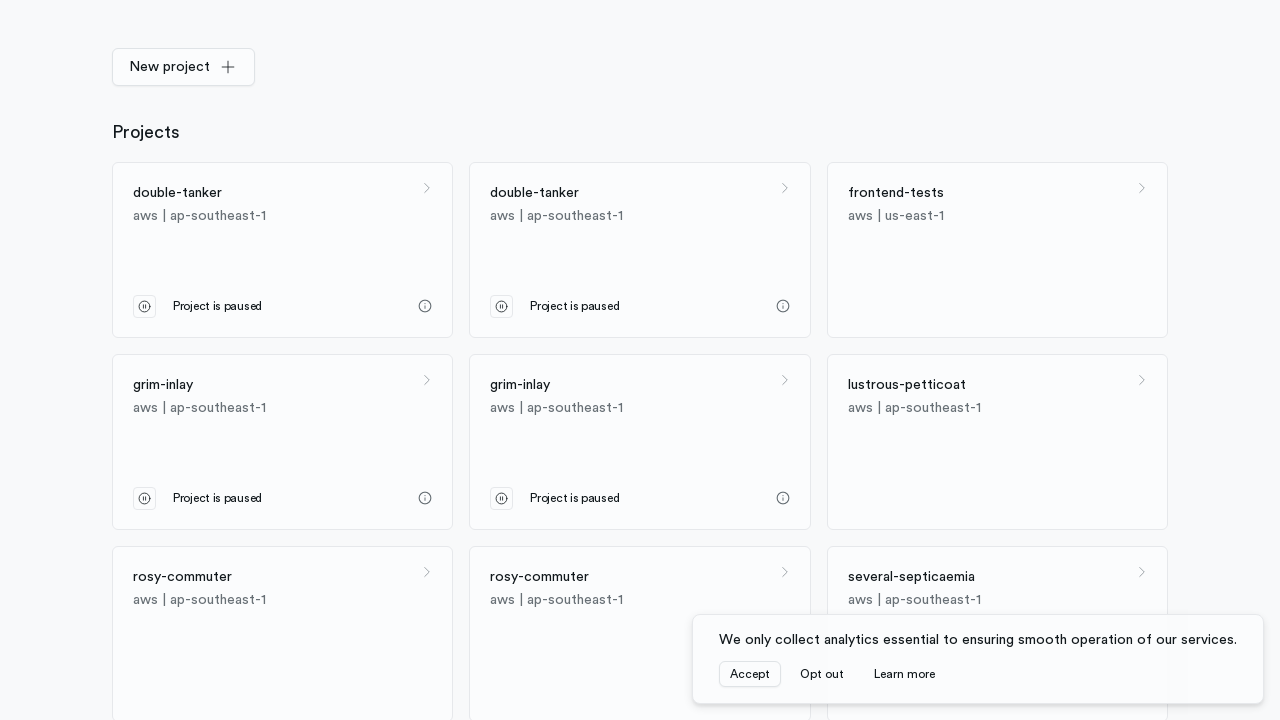 New project
Projects
double-tanker
aws | ap-southeast-1
Project is paused
double-tanker
aws | ap-southeast-1
Project is paused
frontend-tests
aws | us-east-1
grim-inlay
aws | ap-southeast-1
Project is paused
grim-inlay
aws | ap-southeast-1
Project is paused
lustrous-petticoat
aws | ap-southeast-1
rosy-commuter
aws | ap-southeast-1
rosy-commuter
aws | ap-southeast-1
several-septicaemia
aws | ap-southeast-1
We only collect analytics essential to ensuring smooth operation of our services.
Accept
Opt out
Learn more